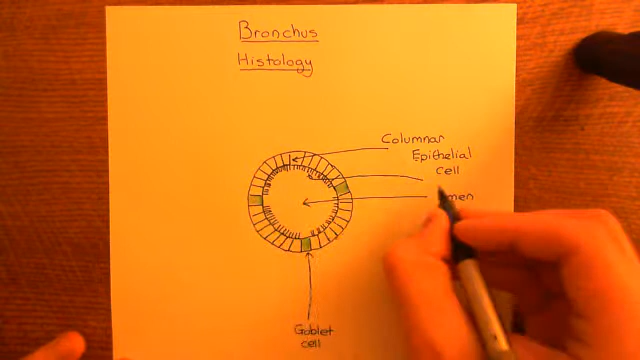 Bronchus
Histology
Columnar
Epithelial
cell
Goblet
cell